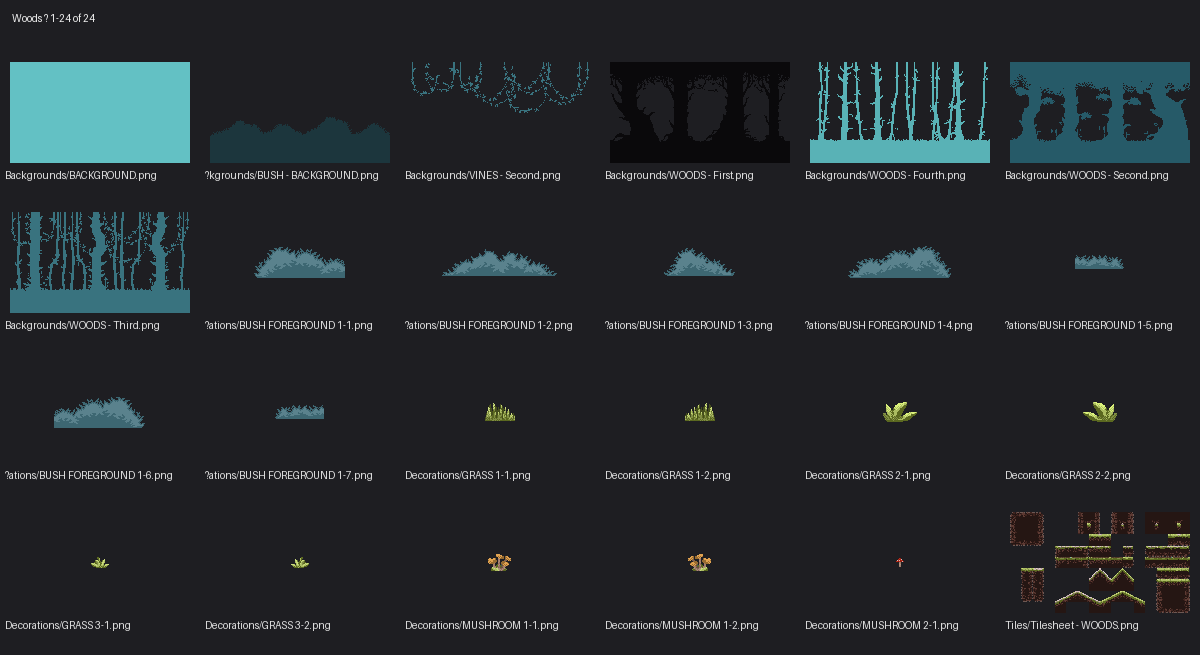 Woods ? 1-24 of 24
Backgrounds/BACKGROUND.png
?kgrounds/BUSH - BACKGROUND.png
Backgrounds/VINES - Second.png
Backgrounds/WOODS - First.png
Backgrounds/WOODS - Fourth.png
Backgrounds/WOODS - Second.png
Backgrounds/WOODS - Third.png
?ations/BUSH FOREGROUND 1-1.png
?ations/BUSH FOREGROUND 1-2.png
?ations/BUSH FOREGROUND 1-3.png
?ations/BUSH FOREGROUND 1-4.png
?ations/BUSH FOREGROUND 1-5.png
?ations/BUSH FOREGROUND 1-6.png
?ations/BUSH FOREGROUND 1-7.png
Decorations/GRASS 1-1.png
Decorations/GRASS 1-2.png
Decorations/GRASS 2-1.png
Decorations/GRASS 2-2.png
Decorations/GRASS 3-1.png
Decorations/GRASS 3-2.png
Decorations/MUSHROOM 1-1.png
Decorations/MUSHROOM 1-2.png
Decorations/MUSHROOM 2-1.png
Tiles/Tilesheet - WOODS.png